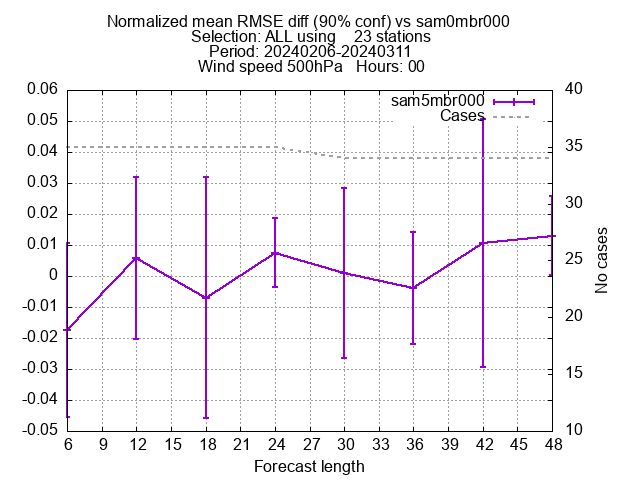 Normalized mean RMSE diff (90% conf) vs sam0mbr000
Selection: ALL using    23 stations
Period: 20240206-20240311
Wind speed 500hPa   Hours: 00
sam5mbr000
Cases
0.06
0.05
0.04
0.03
0.02
0.01
0
-0.01
-0.02
-0.03
-0.04
-0.05
40
35
30
25
20
15
10
No cases
6 9 12 15 18 21 24 27 30 33 36 39 42 45 48
Forecast length